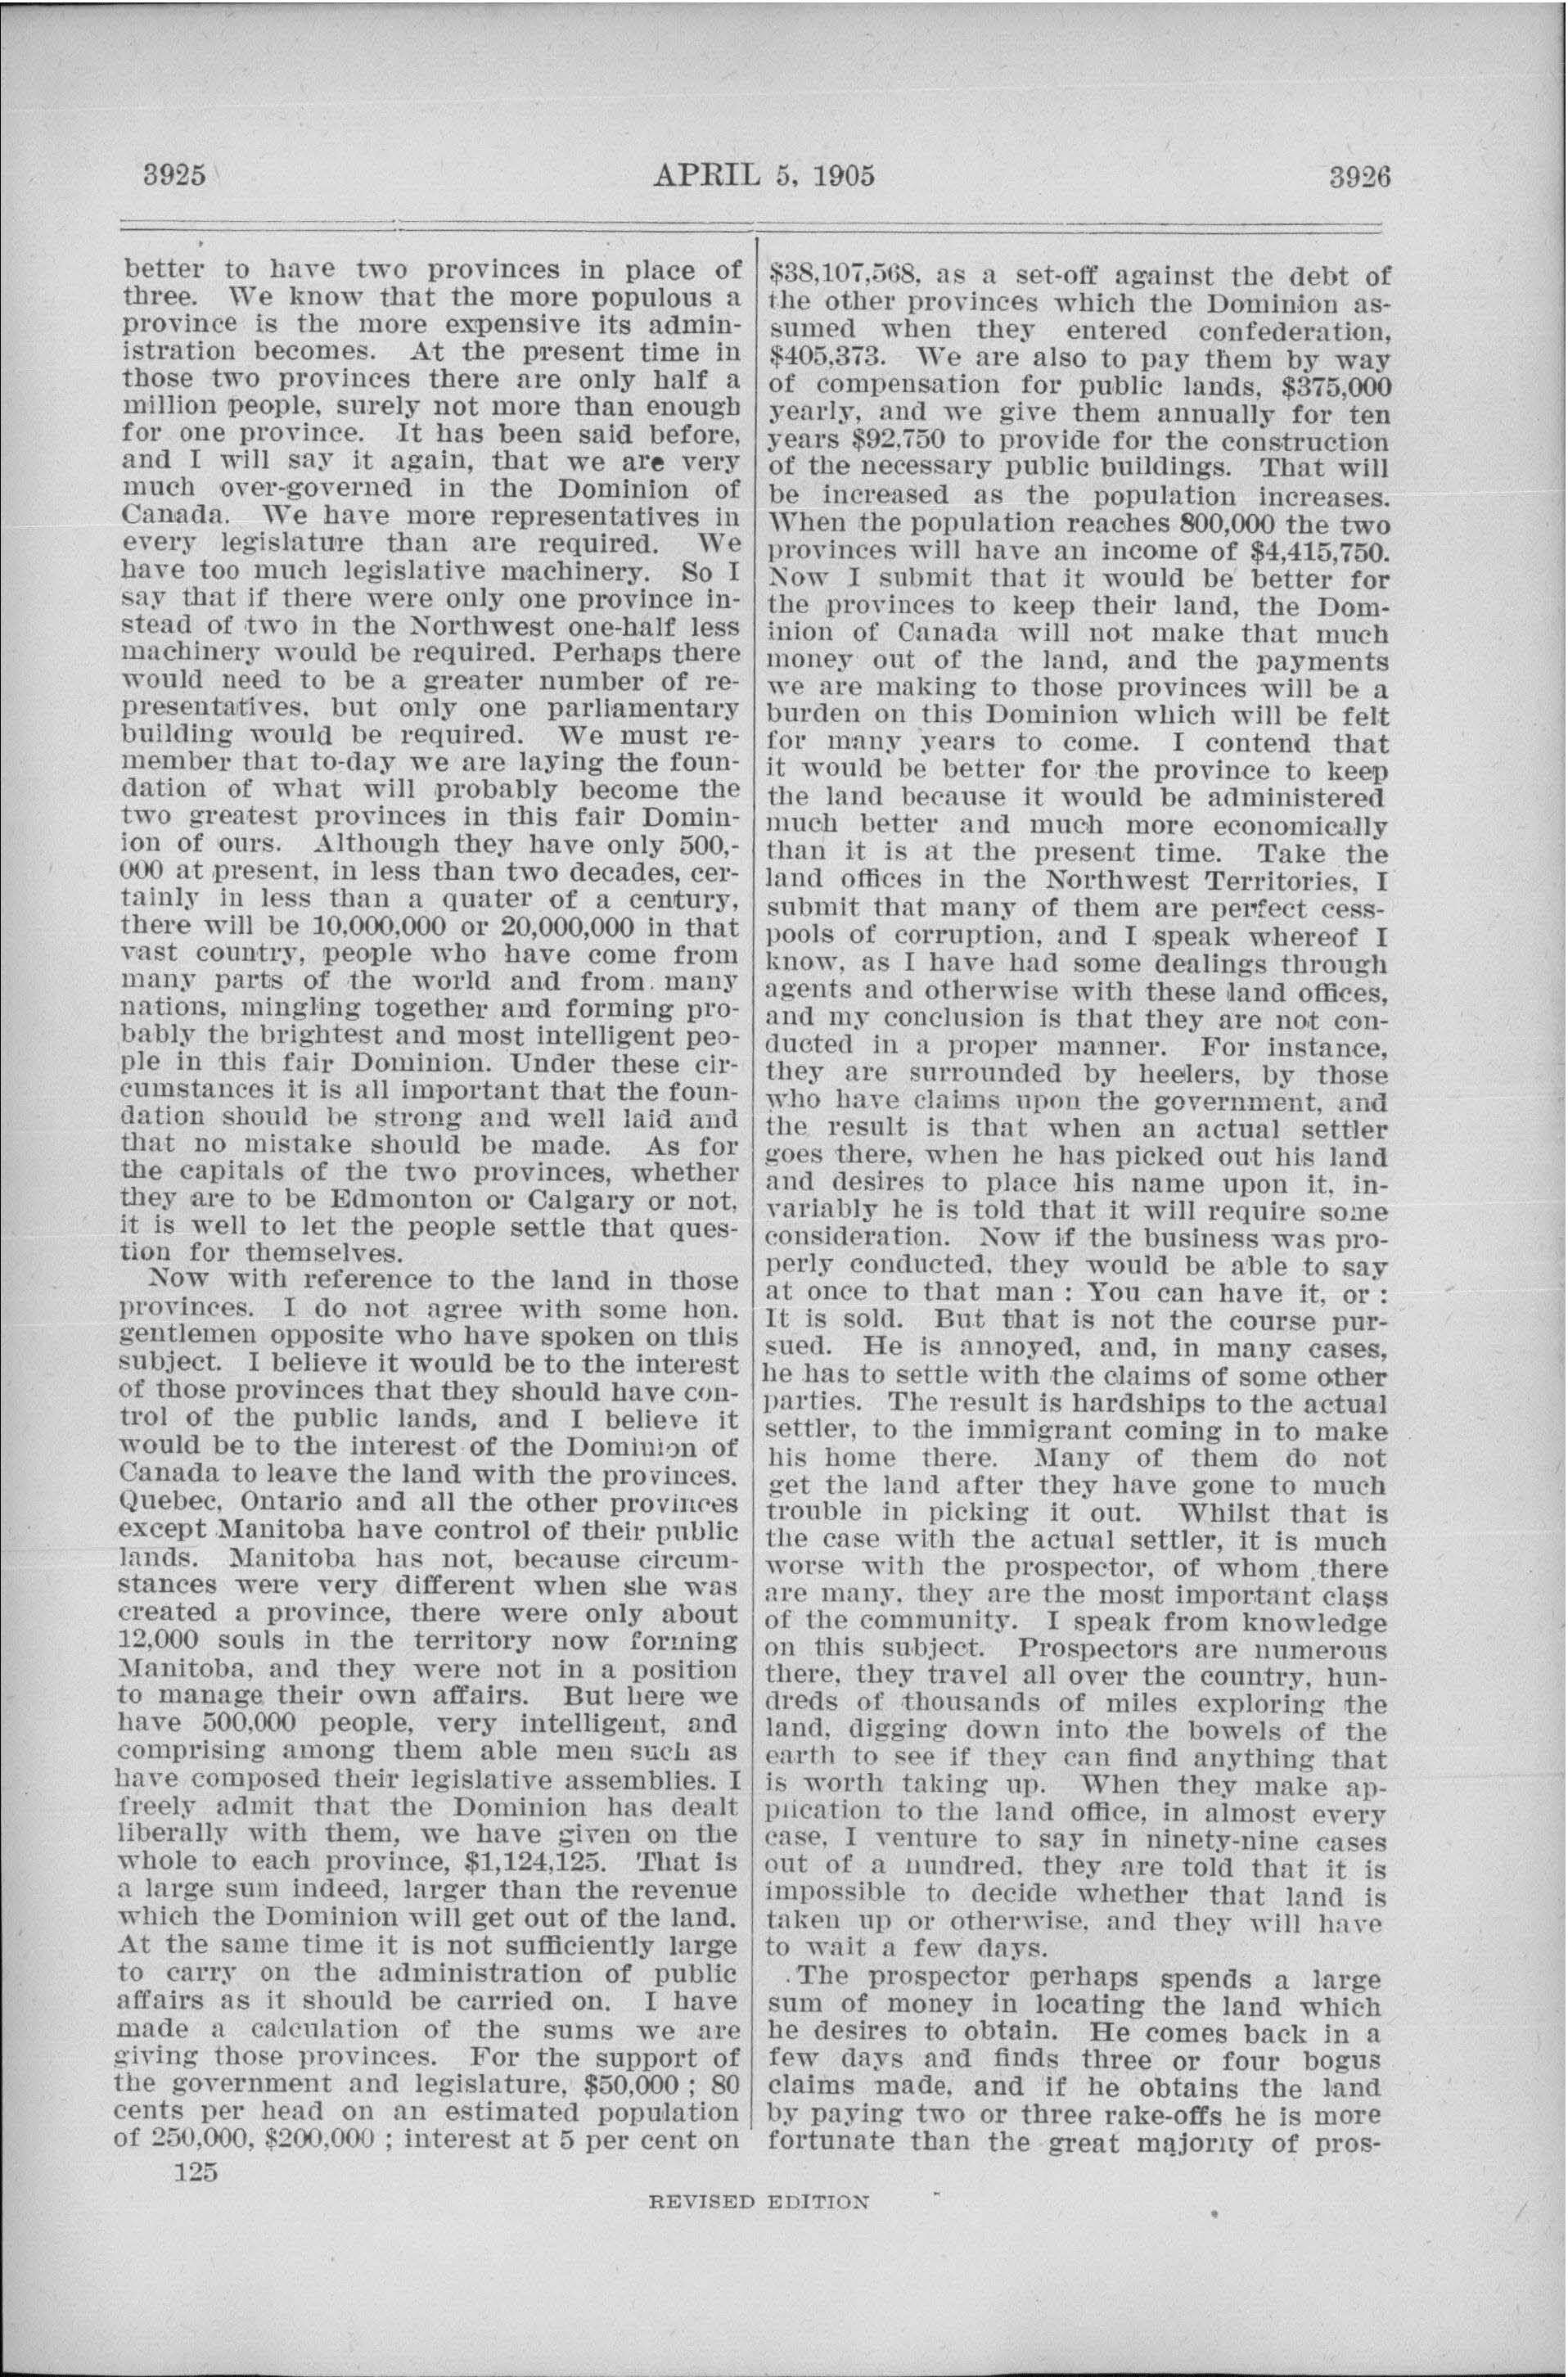 3925
APRIL 5, 1905
3926
better to have two provinces in place of
three. We know that the more populous a
province is the more expensive its admin-
istration becomes. At the present time in
those two provinces there are only half a
million people, surely not more than enough
for one province. It has been said before,
and I will say it again, that we are very
much over-governed in the Dominion of
Canada. We have more representatives in
every legislature than are required. We
have too much legislative machinery. So I
say that if there were only one province in-
stead of two in the Northwest one-half less
machinery would be required. Perhaps there
would need to be a greater number of re-
presentatives, but only one parliamentary
building would be required. We must re-
member that to-day we are laying the foun-
dation of what will probably become the
two greatest provinces in this fair Domin-
ion of ours. Although they have only 500,-
000 at present, in less than two decades, cer-
tainly in less than a quater of a century,
there will be 10,000,000 or 20,000,000 in that
vast country, people who have come from
many parts of the world and from many
nations, mingling together and forming pro-
bably the brightest and most intelligent peo-
ple in this fair Dominion. Under these cir-
cumstances it is all important that the foun-
dation should be strong and well laid and
that no mistake should be made. As for
the capitals of the two provinces, whether
they are to be Edmonton or Calgary or not,
it is well to let the people settle that ques-
tion for themselves.
Now with reference to the land in those
provinces. I do not agree with some hon.
gentlemen opposite who have spoken on this
subject. I believe it would be to the interest
of those provinces that they should have con-
trol of the public lands, and I believe it
would be to the interest of the Dominion of
Canada to leave the land with the provinces.
Quebec, Ontario and all the other provinces
except Manitoba have control of their public
lands. Manitoba has not, because circum-
stances were very different when she was
created a province, there were only about
12,000 souls in the territory now forming
Manitoba, and they were not in a position
to manage their own affairs. But here we
have 500,000 people, very intelligent, and
comprising among them able men such as
have composed their legislative assemblies. I
freely admit that the Dominion has dealt
liberally with them, we have given on the
whole to each province, $1,124,125. That is
a large sum indeed, larger than the revenue
which the Dominion will get out of the land.
At the same time it is not sufficiently large
to carry on the administration of public
affairs as it should be carried on. I have
made a calculation of the sums we are
giving those provinces. For the support of
the government and legislature, $50,000 ; 80
cents per head on an estimated population
of 250,000, $200,000 ; interest at 5 per cent on
125
$38,107,568, as a set-off against the debt of
the other provinces which the Dominion as-
sumed when they entered confederation,
$405,373. We are also to pay them by way
of compensation for public lands, $375,000
yearly, and we give them annually for ten
years $92,750 to provide for the construction
of the necessary public buildings. That will
be increased as the population increases.
When the population reaches 800,000 the two
provinces will have an income of $4,415,750.
Now I submit that it would be better for
the provinces to keep their land, the Dom-
inion of Canada will not make that much
money out of the land, and the payments
we are making to those provinces will be a
burden on this Dominion which will be felt
for many years to come. I contend that
it would be better for the province to keep
the land because it would be administered
much better and much more economically
than it is at the present time. Take the
land offices in the Northwest Territories, I
submit that many of them are perfect cess-
pools of corruption, and I speak whereof I
know, as I have had some dealings through
agents and otherwise with these land offices,
and my conclusion is that they are not con-
ducted in a proper manner. For instance,
they are surrounded by heelers, by those
who have claims upon the government, and
the result is that when an actual settler
goes there, when he has picked out his land
and desires to place his name upon it, in-
variably he is told that it will require some
consideration. Now if the business was pro-
perly conducted, they would be able to say
at once to that man : You can have it, or :
It is sold. But that is not the course pur-
sued. He is annoyed, and, in many cases,
he has to settle with the claims of some other
parties. The result is hardships to the actual
settler, to the immigrant coming in to make
his home there. Many of them do not
get the land after they have gone to much
trouble in picking it out. Whilst that is
the case with the actual settler, it is much
worse with the prospector, of whom there
are many, they are the most important class
of the community. I speak from knowledge
on this subject. Prospectors are numerous
there, they travel all over the country, hun-
dreds of thousands of miles exploring the
land, digging down into the bowels of the
earth to see if they can find anything that
is worth taking up. When they make ap-
plication to the land office, in almost every
case, I venture to say in ninety-nine cases
out of a hundred, they are told that it is
impossible to decide whether that land is
taken up or otherwise, and they will have
to wait a few days.
The prospector perhaps spends a large
sum of money in locating the land which
he desires to obtain. He comes back in a
few days and finds three or four bogus
claims made, and if he obtains the land
by paying two or three rake-offs he is more
fortunate than the great majority of pros-
REVISED EDITION